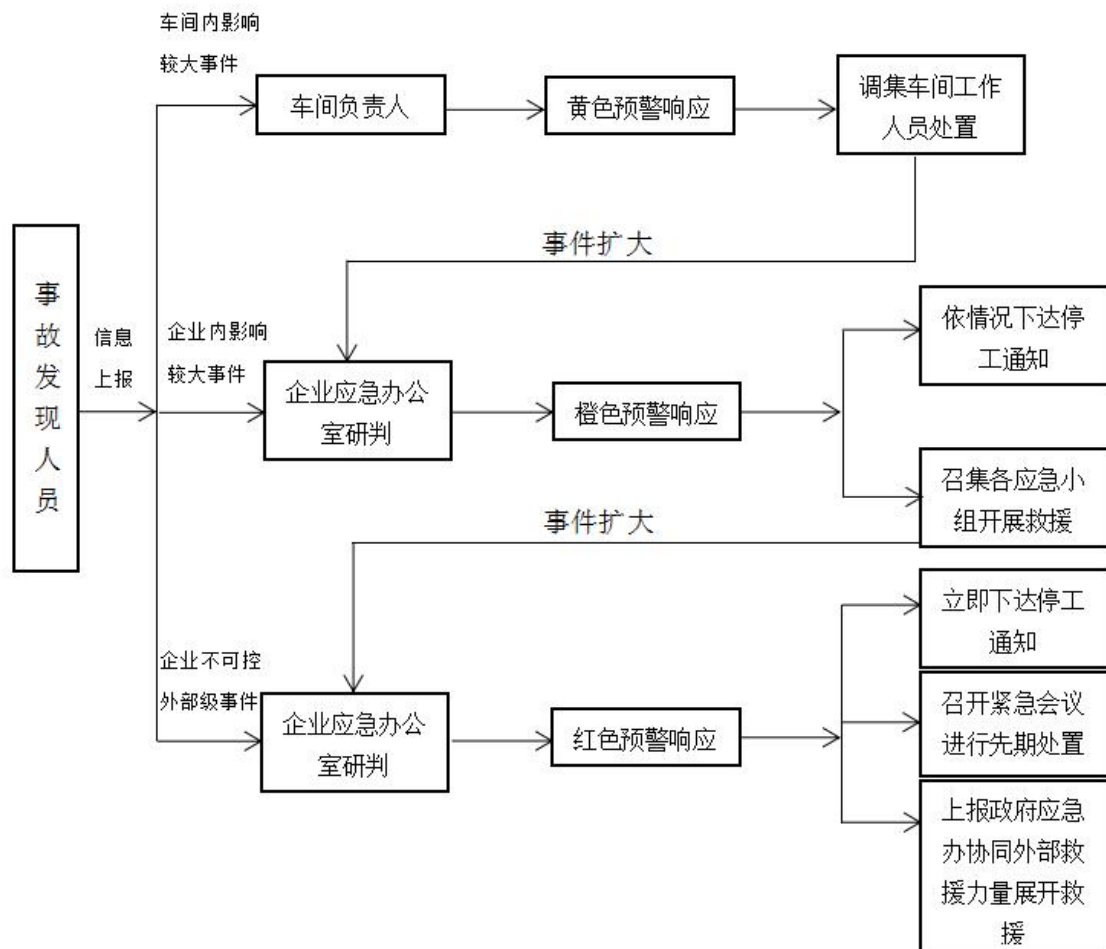 车间内影响
较大事件
车间负责人
黄色预警响应
调集车间工作
人员处置
事件扩大
事故发现人员
信息
上报
企业内影响
较大事件
企业应急办公
室研判
橙色预警响应
依情况下达停
工通知
召集各应急小
组开展救援
事件扩大
企业不可控
外部级事件
企业应急办公
室研判
红色预警响应
立即下达停工
通知
召开紧急会议
进行先期处置
上报政府应急
办协同外部救
援力量展开救
援